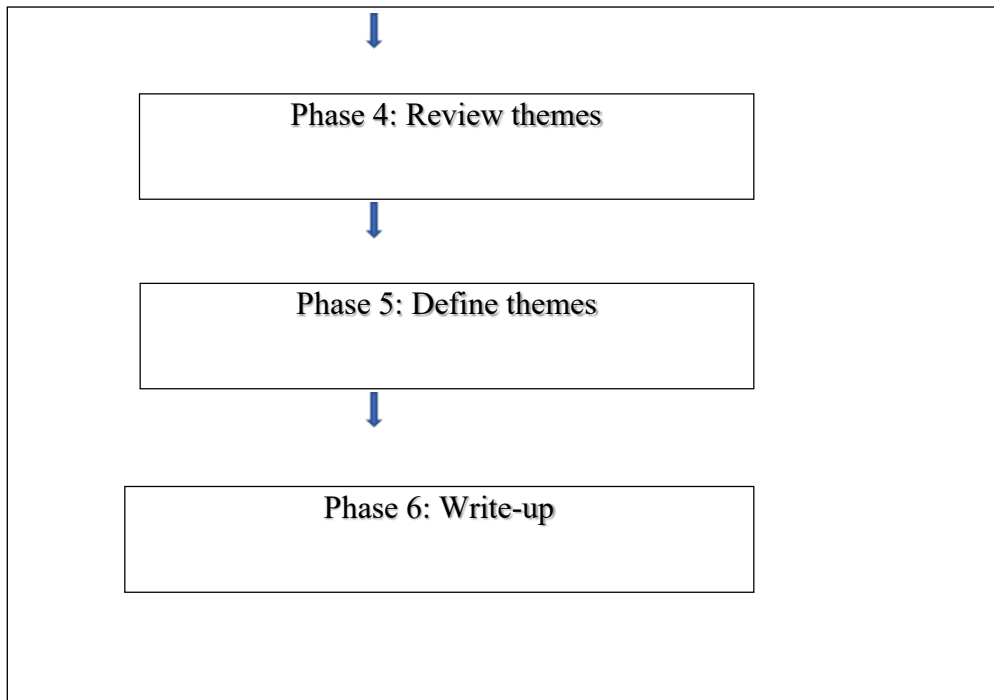 Phase 4: Review themes
Phase 5: Define themes
Phase 6: Write-up